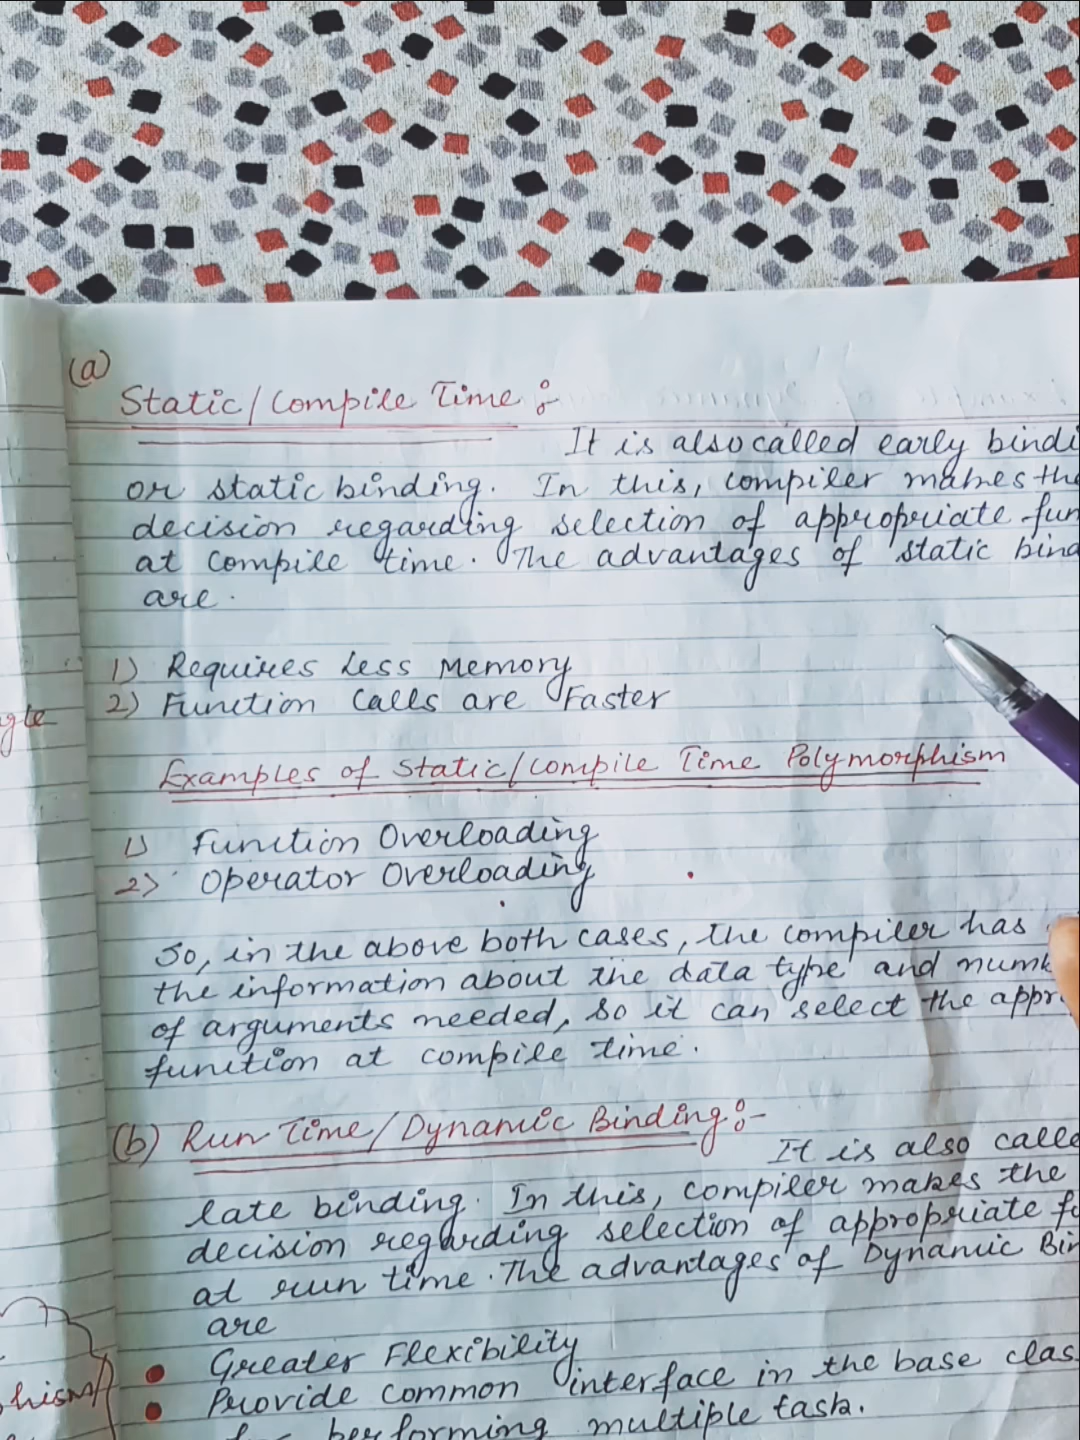 (a)
Static/Compile Time :-
It is also called early bindi
or static binding. In this, compiler makes the
decision regarding selection of appropriate fun
at compile time. The advantages of static bind
are.
1) Requires Less Memory
2) Function Calls are Faster
gle
Examples of Static/Compile Time Polymorphism
1) Function Overloading
2) Operator Overloading
So, in the above both cases, the compiler has
the information about the data type and numb
of arguments needed, so it can select the appr
function at compile time.
(b) Run Time/Dynamic Binding :-
It is also calle
late binding. In this, compiler makes the
decision regarding selection of appropriate fu
at run time. The advantages of Dynamic Bin
are
• Greater Flexibility
• Provide common interface in the base clas
hism
for performing multiple task.